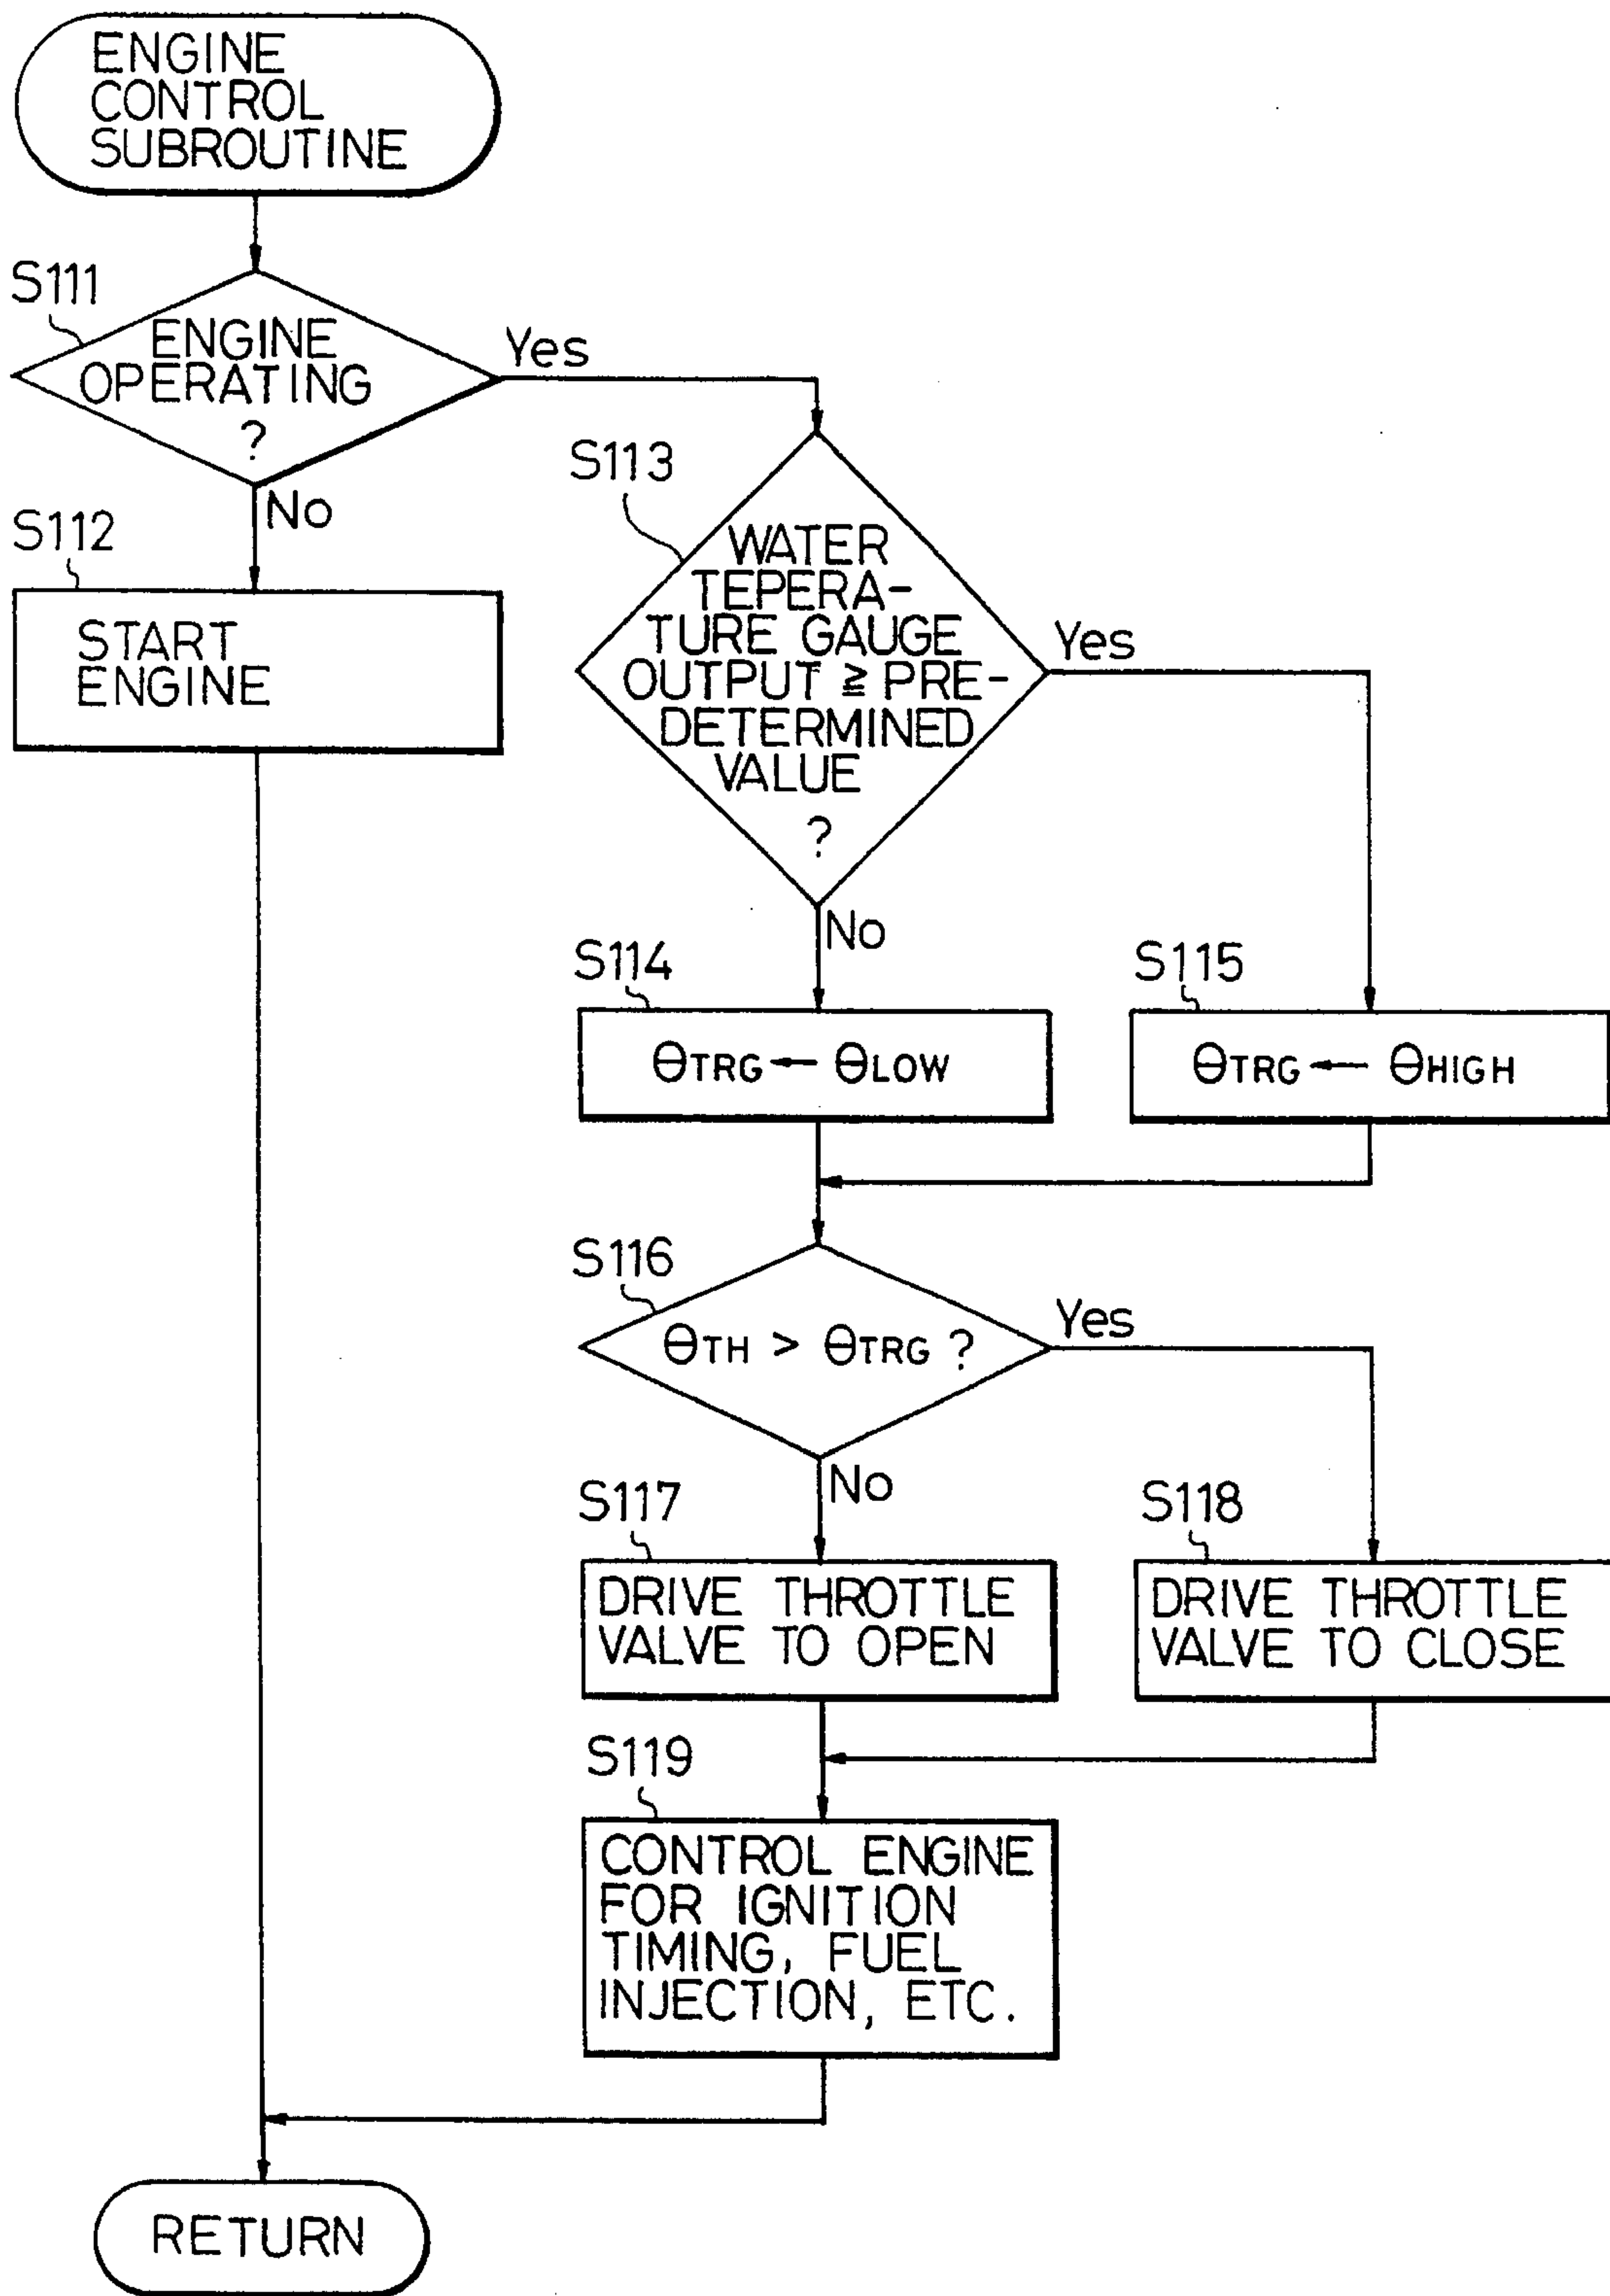 ENGINE
CONTROL
SUBROUTINE
S111
ENGINE
OPERATING
?
Yes
No
S112
START
ENGINE
S113
WATER
TEPERA-
TURE GAUGE
OUTPUT ≧ PRE-
DETERMINED
VALUE
?
Yes
No
S114
ΘTRG ← ΘLOW
S115
ΘTRG ← ΘHIGH
S116
ΘTH > ΘTRG ?
Yes
No
S117
DRIVE THROTTLE
VALVE TO OPEN
S118
DRIVE THROTTLE
VALVE TO CLOSE
S119
CONTROL ENGINE
FOR IGNITION
TIMING, FUEL
INJECTION, ETC.
RETURN